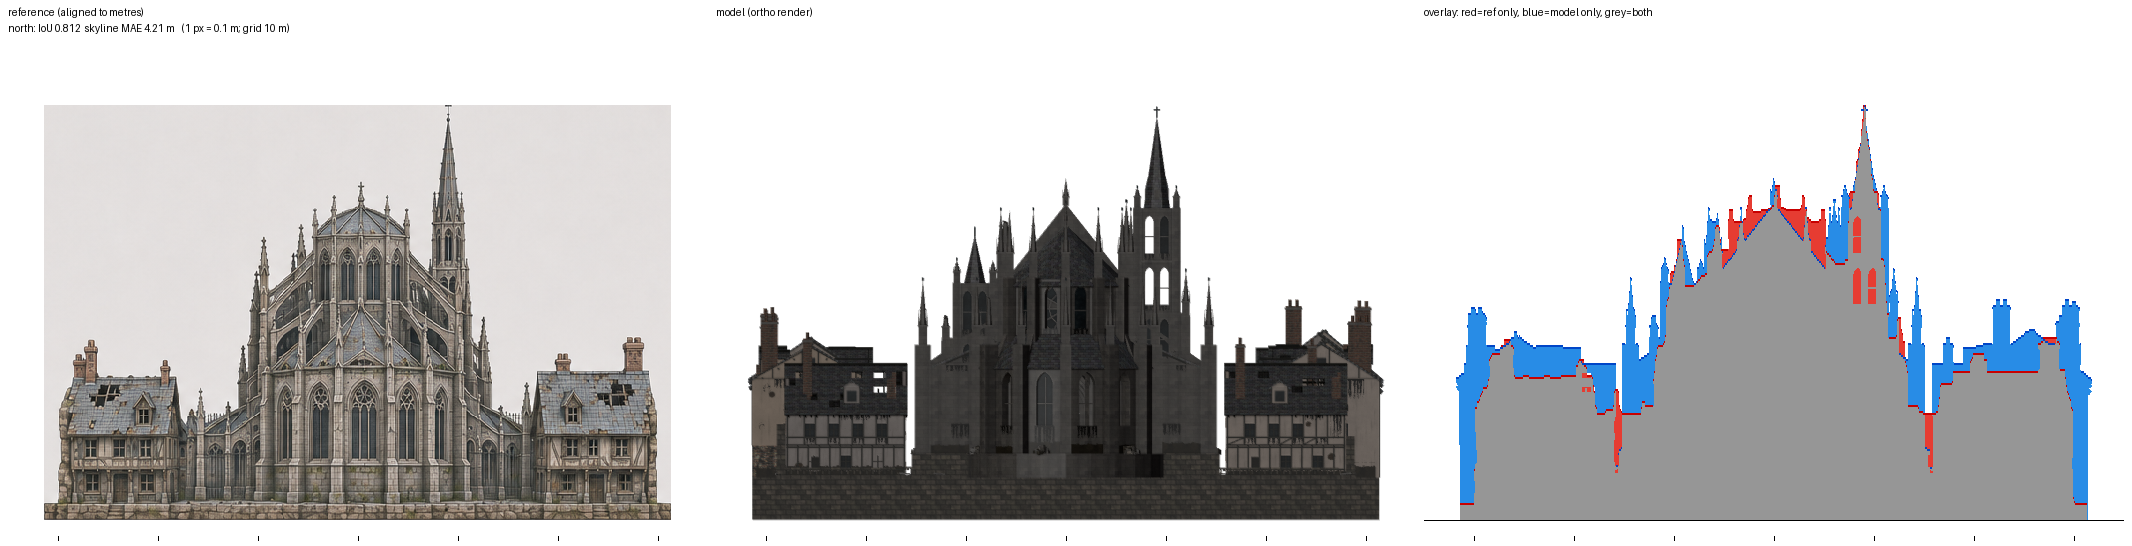 reference (aligned to metres)
north: IoU 0.812 skyline MAE 4.21 m (1 px = 0.1 m; grid 10 m)
model (ortho render)
overlay: red=ref only, blue=model only, grey=both